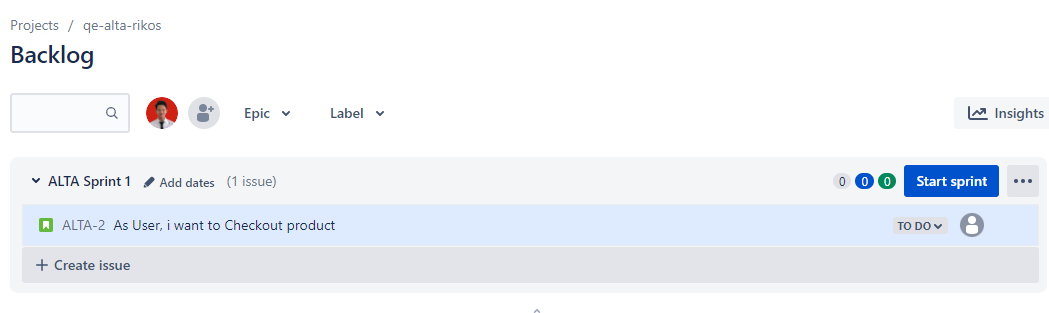 Projects / qe-alta-rikos
Backlog
Epic Label Insights
ALTA Sprint 1 Add dates (1 issue) 0 0 0 Start sprint
ALTA-2 As User, i want to Checkout product TO DO
+ Create issue